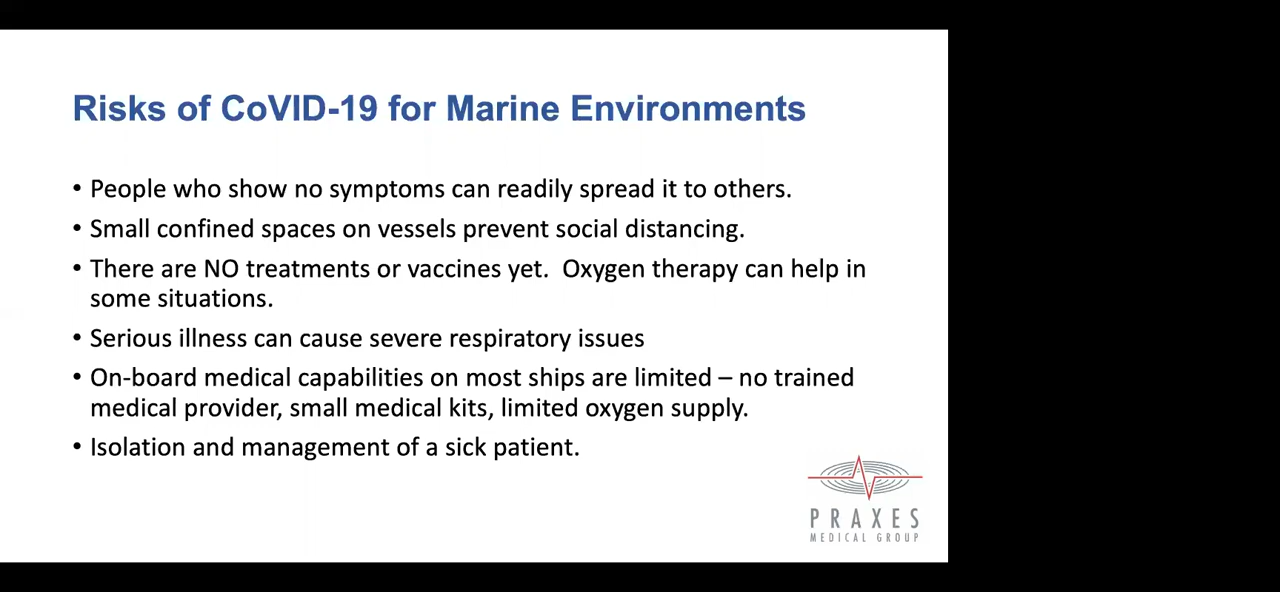 Risks of CoVID-19 for Marine Environments
• People who show no symptoms can readily spread it to others.
• Small confined spaces on vessels prevent social distancing.
• There are NO treatments or vaccines yet.  Oxygen therapy can help in
some situations.
• Serious illness can cause severe respiratory issues
• On-board medical capabilities on most ships are limited – no trained
medical provider, small medical kits, limited oxygen supply.
• Isolation and management of a sick patient.
PRAXES
MEDICAL GROUP